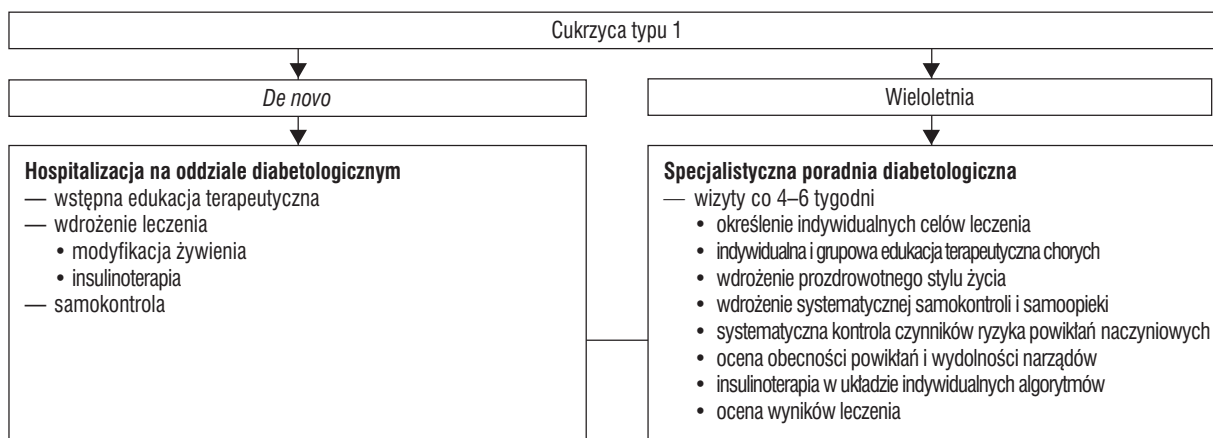 Cukrzyca typu 1
De novo
Wieloletnia
Hospitalizacja na oddziale diabetologicznym
— wstępna edukacja terapeutyczna
— wdrożenie leczenia
• modyfikacja żywienia
• insulinoterapia
— samokontrola
Specjalistyczna poradnia diabetologiczna
— wizyty co 4–6 tygodni
• określenie indywidualnych celów leczenia
• indywidualna i grupowa edukacja terapeutyczna chorych
• wdrożenie prozdrowotnego stylu życia
• wdrożenie systematycznej samokontroli i samoopieki
• systematyczna kontrola czynników ryzyka powikłań naczyniowych
• ocena obecności powikłań i wydolności narządów
• insulinoterapia w układzie indywidualnych algorytmów
• ocena wyników leczenia